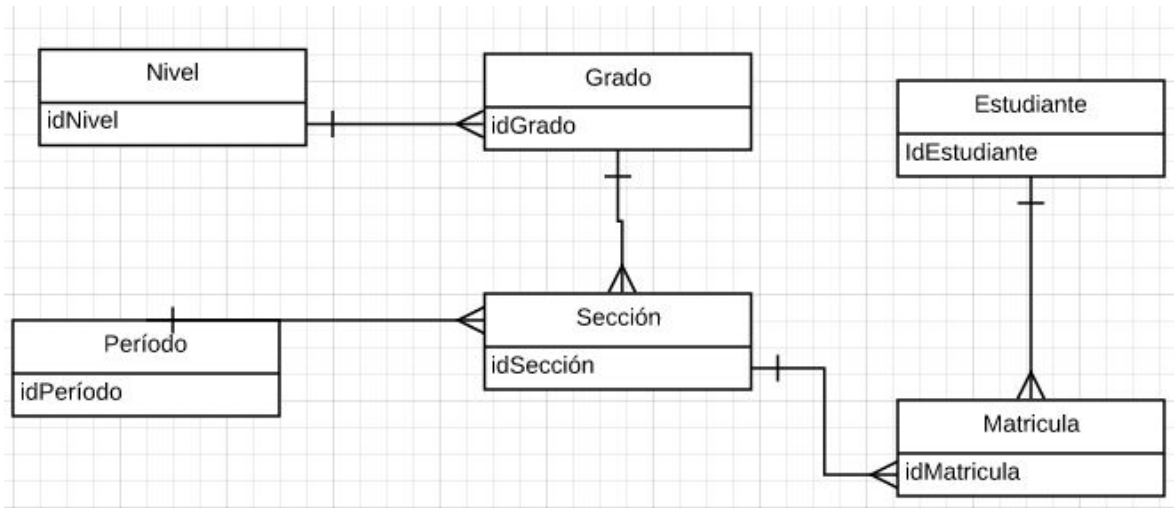 Nivel
idNivel
Grado
idGrado
Estudiante
IdEstudiante
Período
idPeríodo
Sección
idSección
Matricula
idMatricula